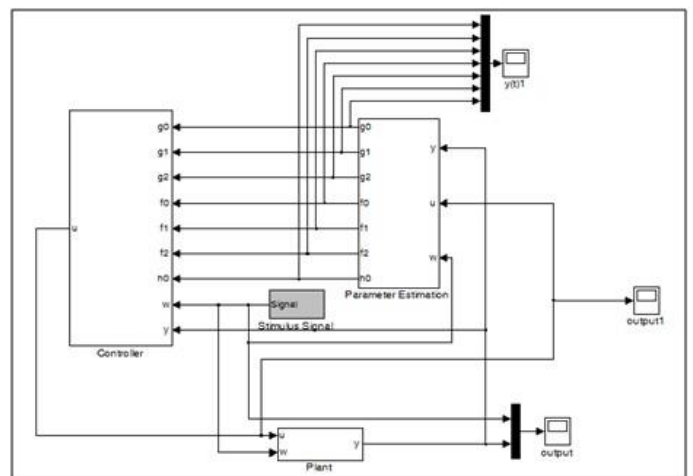 y(t)1
g0
g1
g2
f0
f1
f2
h0
w
y
u
Controller
g0
g1
g2
f0
f1
f2
h0
y
u
w
Parameter Estimation
Signal
Stimulus Signal
output1
u
w
y
Plant
output